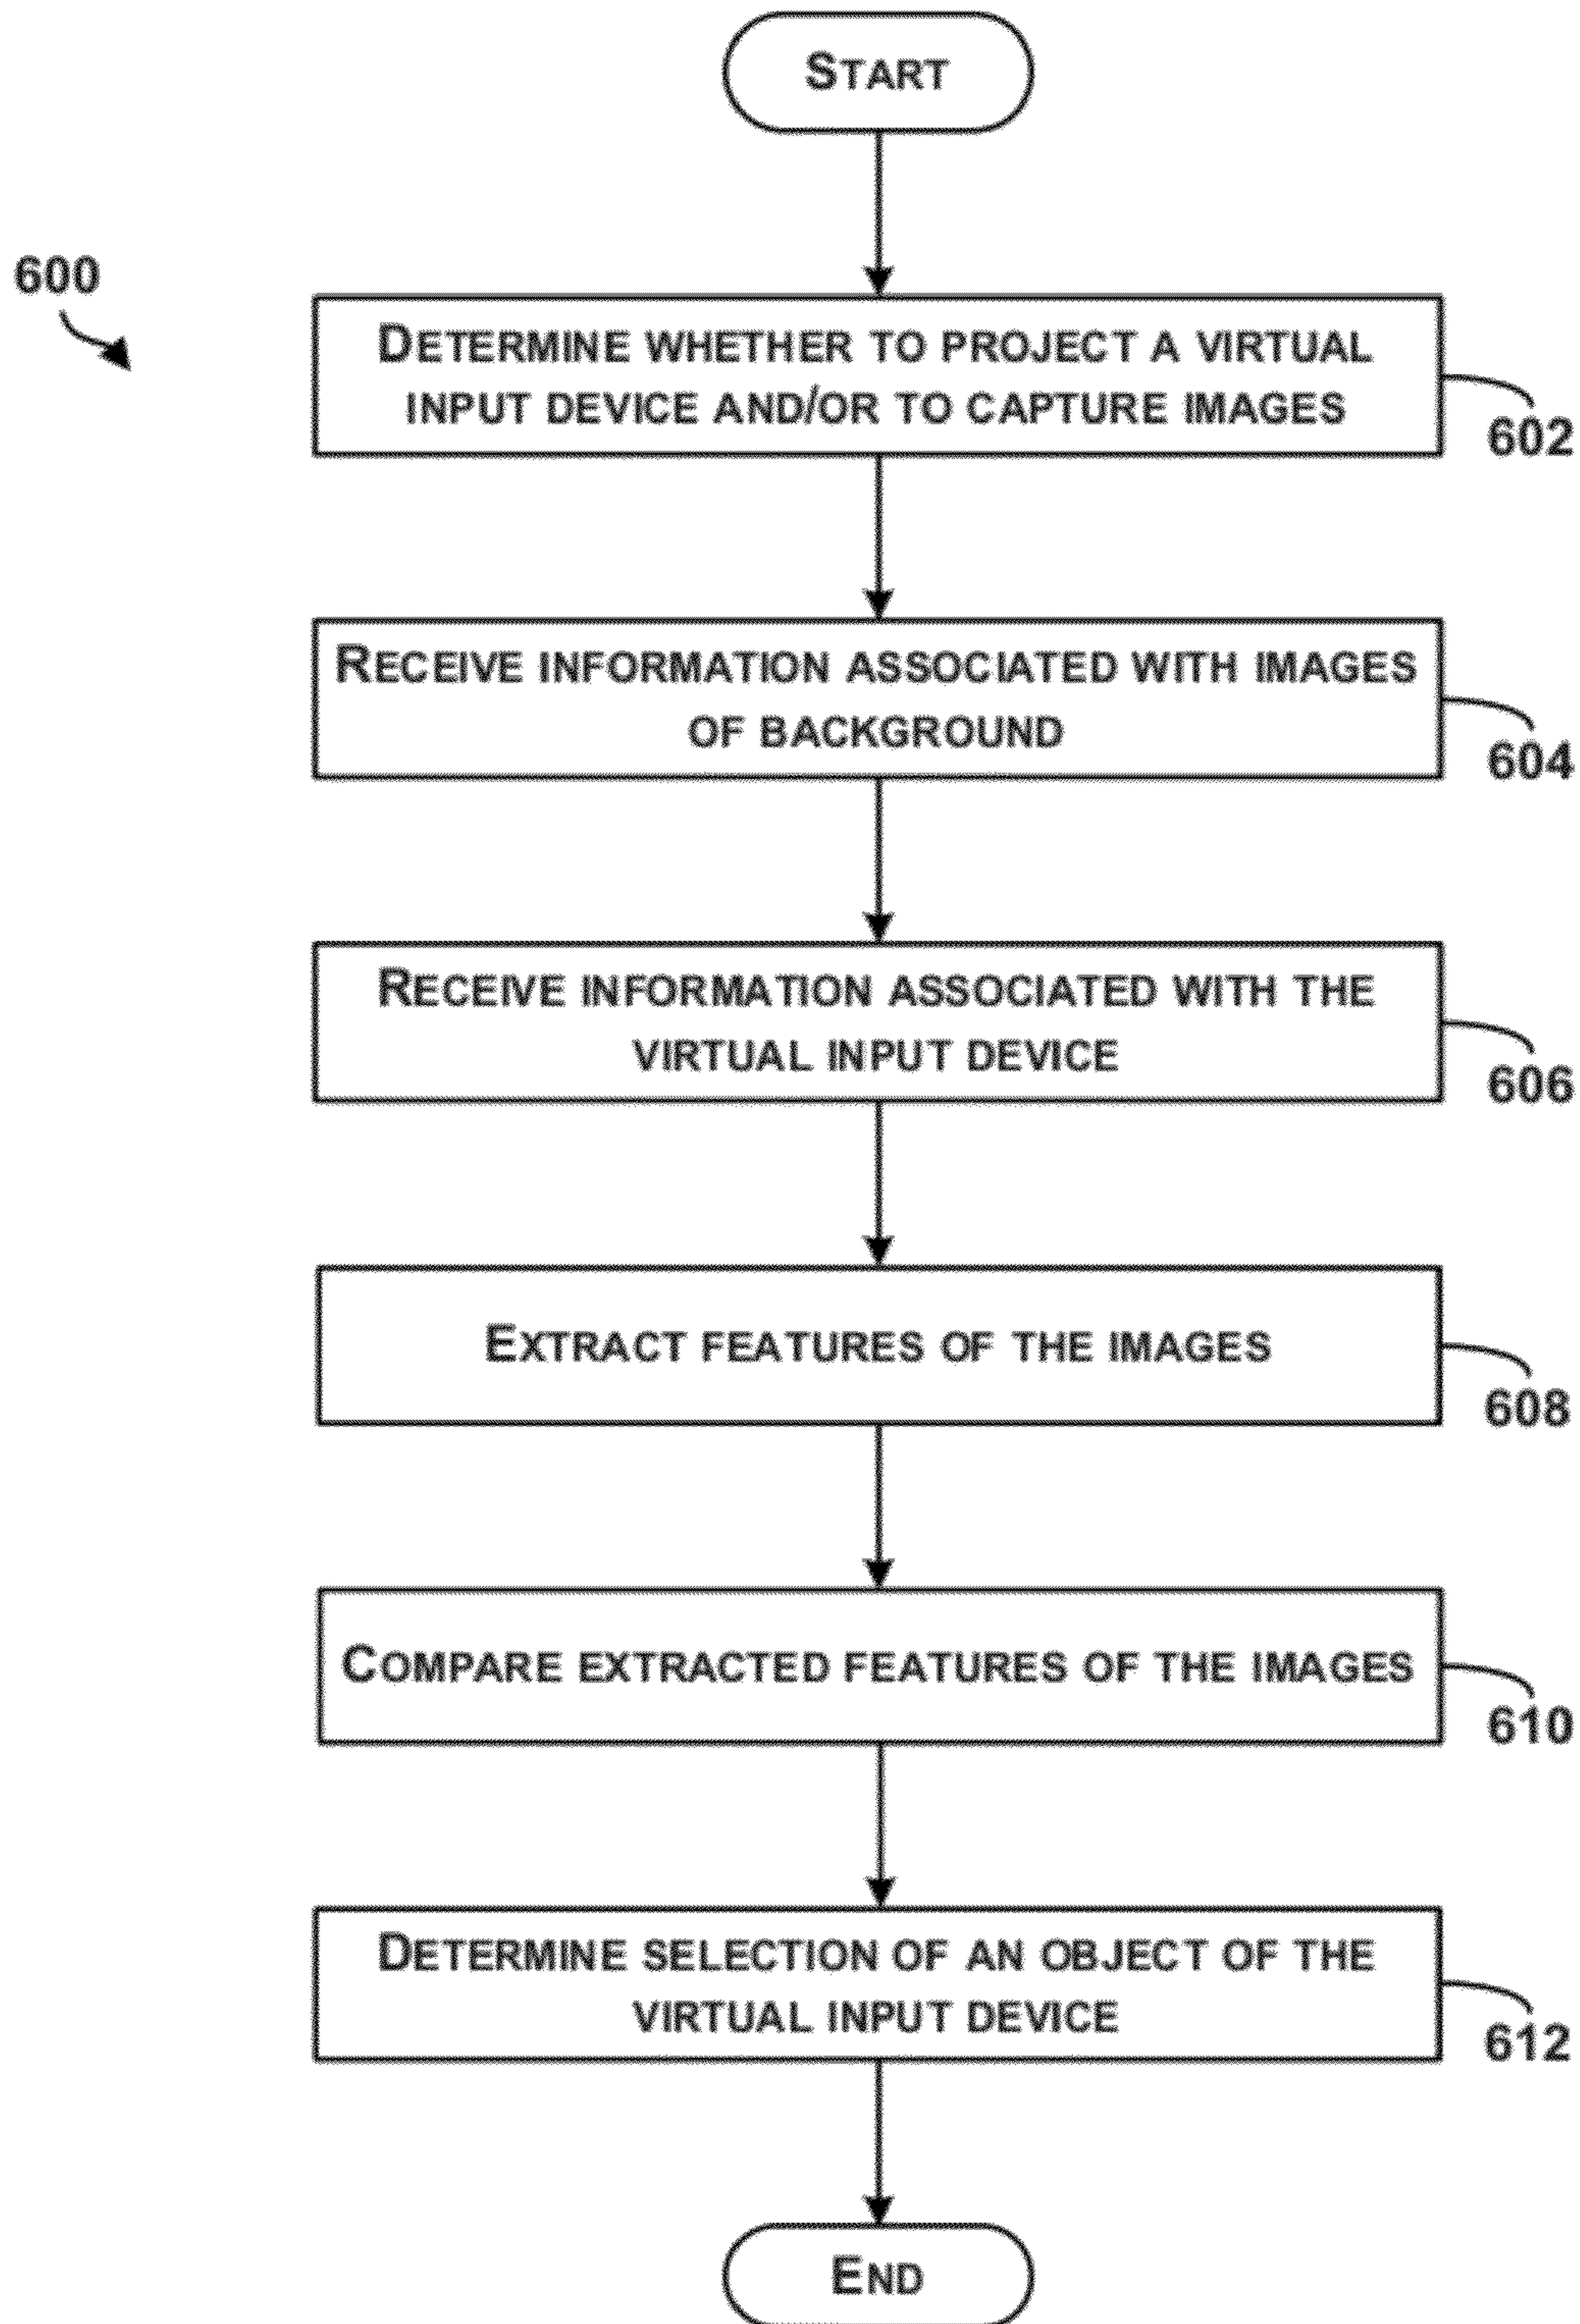 START
600
DETERMINE WHETHER TO PROJECT A VIRTUAL
INPUT DEVICE AND/OR TO CAPTURE IMAGES
602
RECEIVE INFORMATION ASSOCIATED WITH IMAGES
OF BACKGROUND
604
RECEIVE INFORMATION ASSOCIATED WITH THE
VIRTUAL INPUT DEVICE
606
EXTRACT FEATURES OF THE IMAGES
608
COMPARE EXTRACTED FEATURES OF THE IMAGES
610
DETERMINE SELECTION OF AN OBJECT OF THE
VIRTUAL INPUT DEVICE
612
END